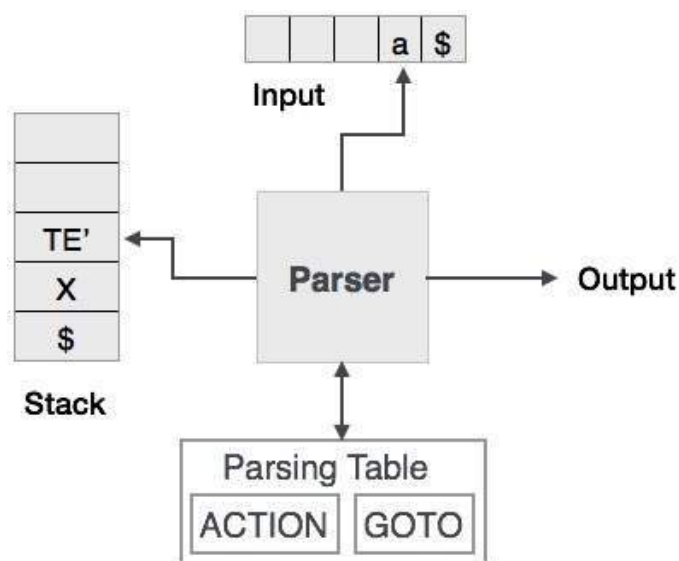 a $
Input
TE’
X
$
Stack
Parser
Output
Parsing Table
ACTION GOTO